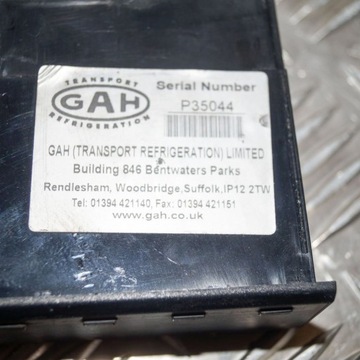 TRANSPORT
GAH
REFRIGERATION
Serial Number
P35044
GAH (TRANSPORT REFRIGERATION) LIMITED
Building 846 Bentwaters Parks
Rendlesham, Woodbridge,Suffolk,IP12 2TW
Tel: 01394 421140, Fax: 01394 421151
www.gah.co.uk